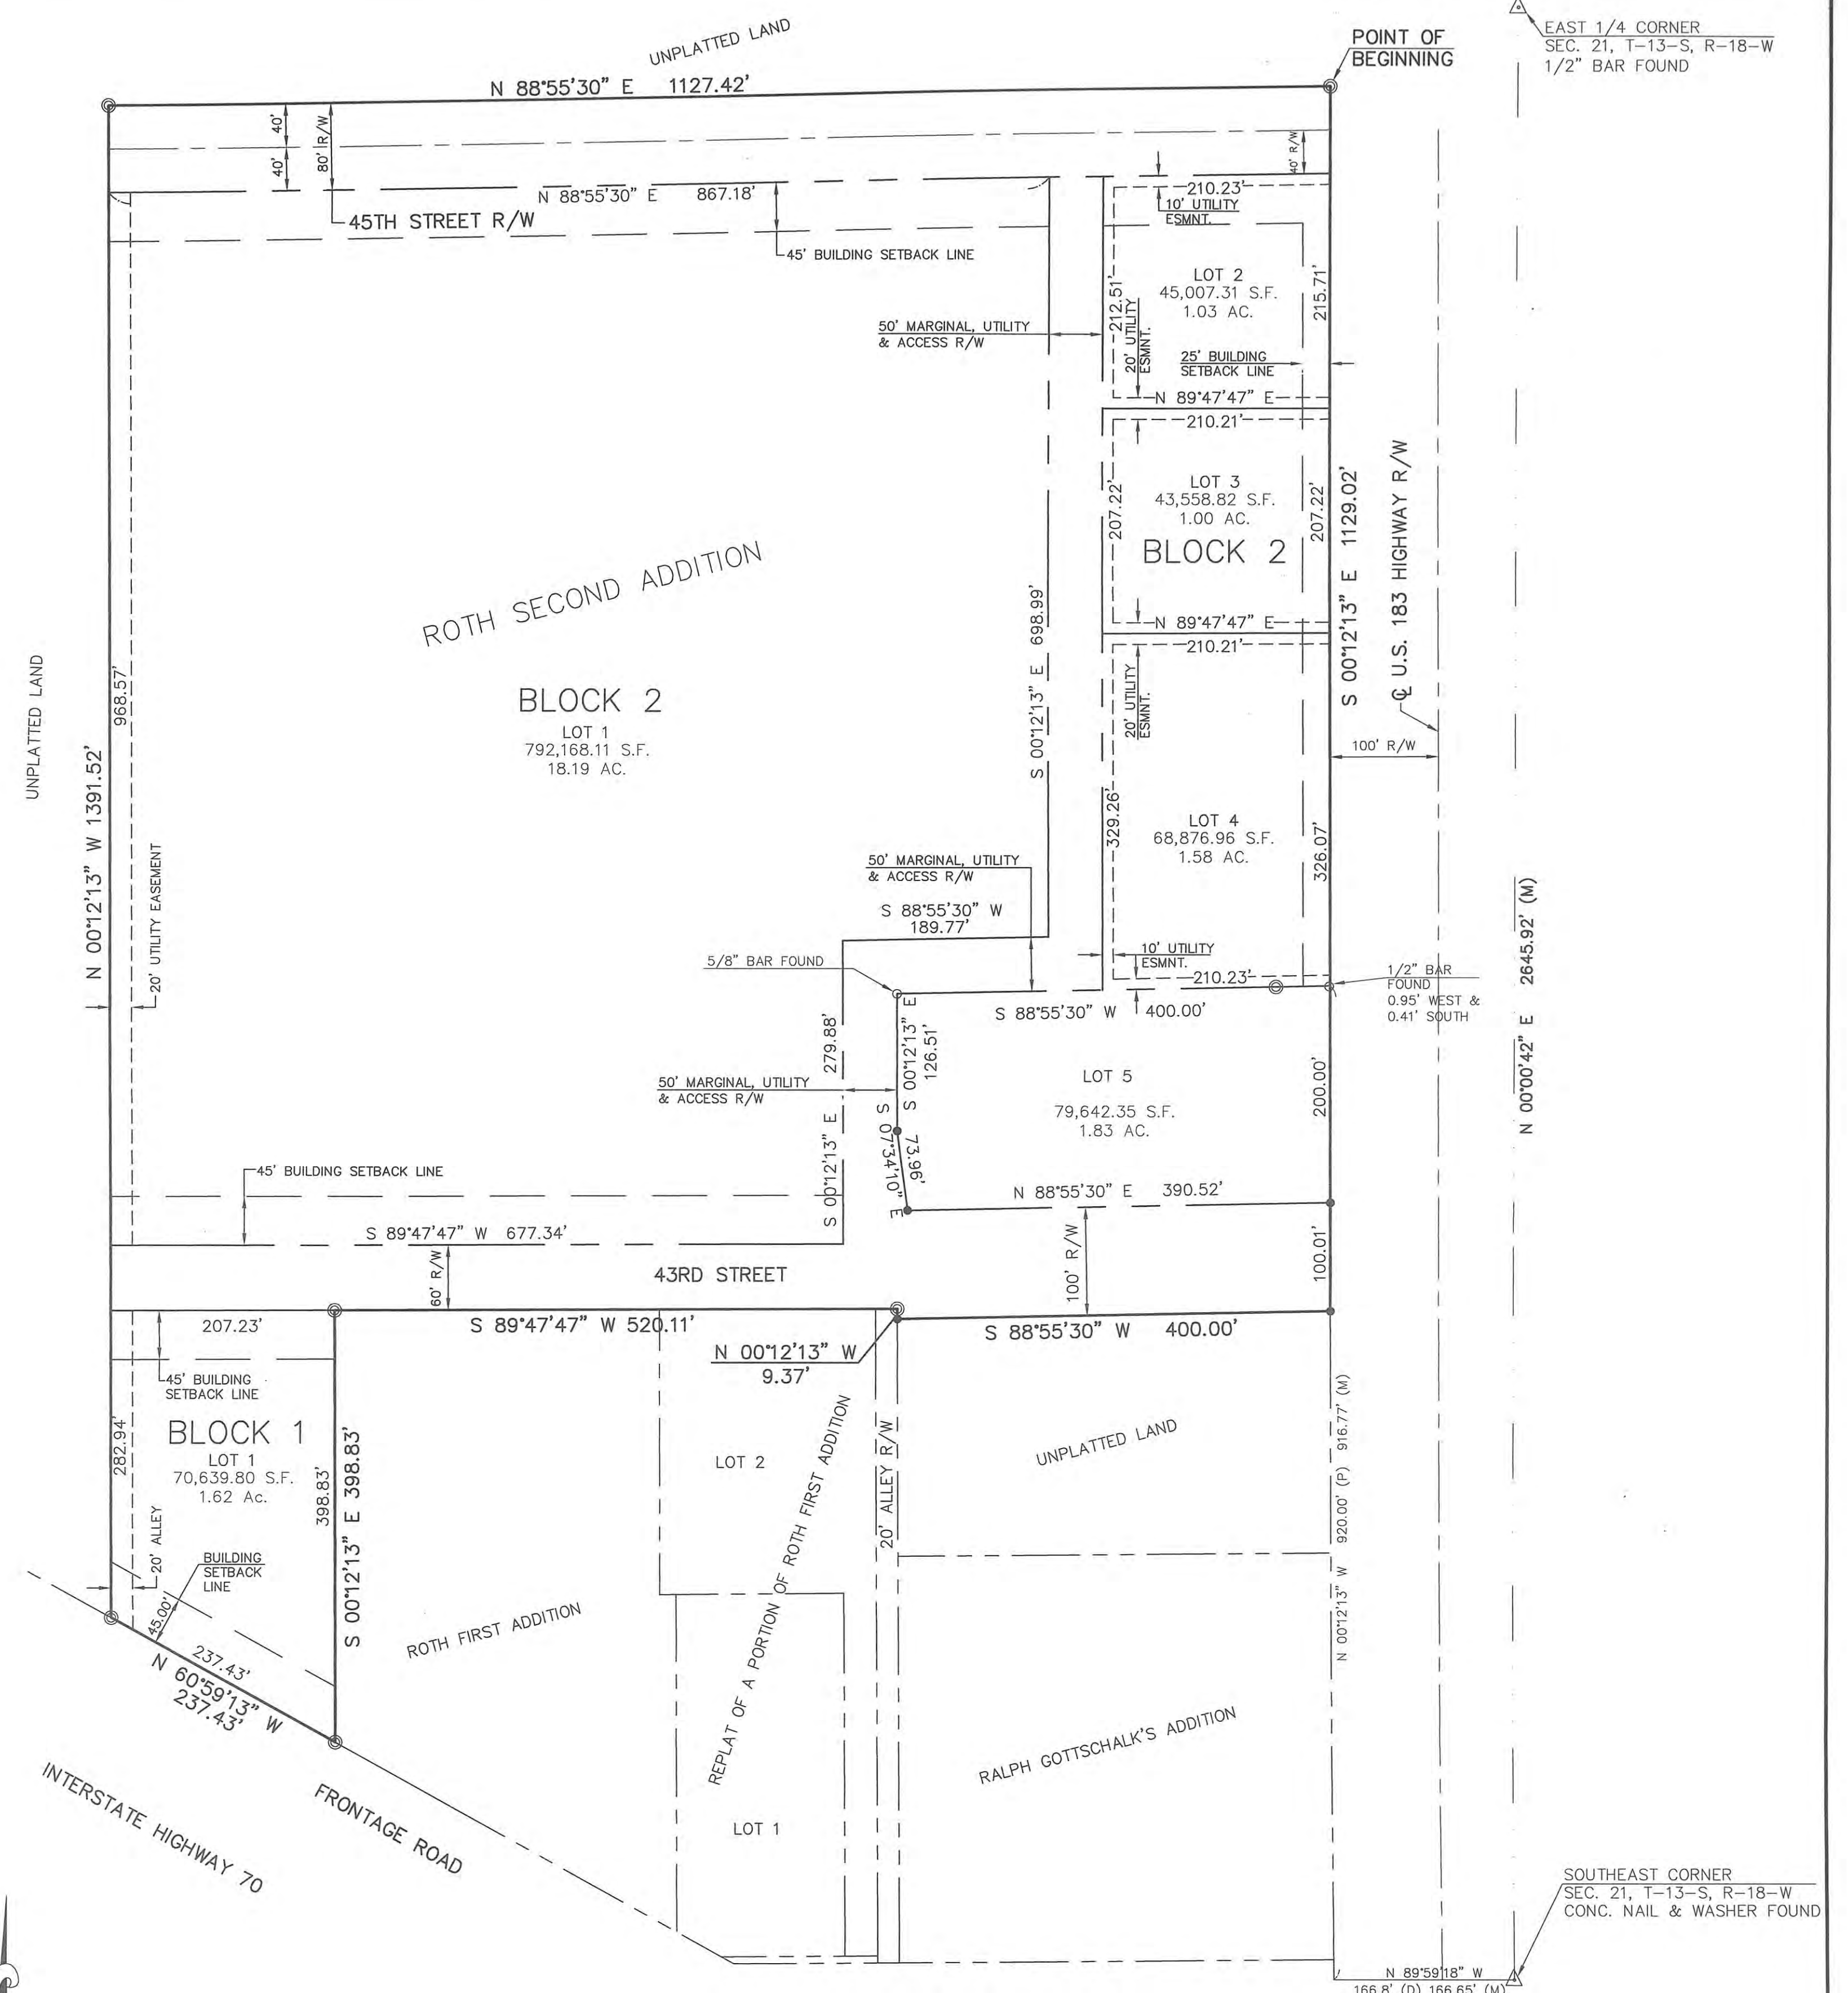 UNPLATTED LAND
N 88°55'30" E 1127.42'
POINT OF
BEGINNING
EAST 1/4 CORNER
SEC. 21, T-13-S, R-18-W
1/2" BAR FOUND
40'
40'
80' R/W
40' R/W
N 88°55'30" E 867.18'
45TH STREET R/W
45' BUILDING SETBACK LINE
210.23'
10' UTILITY
ESMNT.
LOT 2
45,007.31 S.F.
1.03 AC.
212.51'
20' UTILITY
ESMNT.
215.71'
50' MARGINAL, UTILITY
& ACCESS R/W
25' BUILDING
SETBACK LINE
N 89°47'47" E
210.21'
LOT 3
43,558.82 S.F.
1.00 AC.
BLOCK 2
207.22'
207.22'
S 00°12'13" E 1129.02'
℄ U.S. 183 HIGHWAY R/W
ROTH SECOND ADDITION
S 00°12'13" E 698.99'
N 89°47'47" E
210.21'
20' UTILITY
ESMNT.
UNPLATTED LAND
968.57'
N 00°12'13" W 1391.52'
BLOCK 2
LOT 1
792,168.11 S.F.
18.19 AC.
100' R/W
329.26'
LOT 4
68,876.96 S.F.
1.58 AC.
326.07'
20' UTILITY EASEMENT
50' MARGINAL, UTILITY
& ACCESS R/W
S 88°55'30" W
189.77'
5/8" BAR FOUND
10' UTILITY
ESMNT.
210.23'
1/2" BAR
FOUND
0.95' WEST &
0.41' SOUTH
N 00°00'42" E 2645.92' (M)
S 88°55'30" W 400.00'
S 00°12'13" E
126.51'
S 00°12'13" E 279.88'
50' MARGINAL, UTILITY
& ACCESS R/W
LOT 5
79,642.35 S.F.
1.83 AC.
200.00'
S 07°34'10" E
73.96'
45' BUILDING SETBACK LINE
N 88°55'30" E 390.52'
S 89°47'47" W 677.34'
60' R/W
43RD STREET
100' R/W
100.01'
207.23'
S 89°47'47" W 520.11'
S 88°55'30" W 400.00'
N 00°12'13" W
9.37'
45' BUILDING
SETBACK LINE
BLOCK 1
LOT 1
70,639.80 S.F.
1.62 Ac.
282.94'
398.83'
S 00°12'13" E 398.83'
20' ALLEY
BUILDING
SETBACK
LINE
45.00'
237.43'
N 60°59'13" W
237.43'
LOT 2
REPLAT OF A PORTION OF ROTH FIRST ADDITION
20' ALLEY R/W
UNPLATTED LAND
N 00°12'13" W 920.00' (P) 916.77' (M)
ROTH FIRST ADDITION
RALPH GOTTSCHALK'S ADDITION
LOT 1
INTERSTATE HIGHWAY 70
FRONTAGE ROAD
SOUTHEAST CORNER
SEC. 21, T-13-S, R-18-W
CONC. NAIL & WASHER FOUND
N 89°59'18" W
166.8' (D) 166.65' (M)